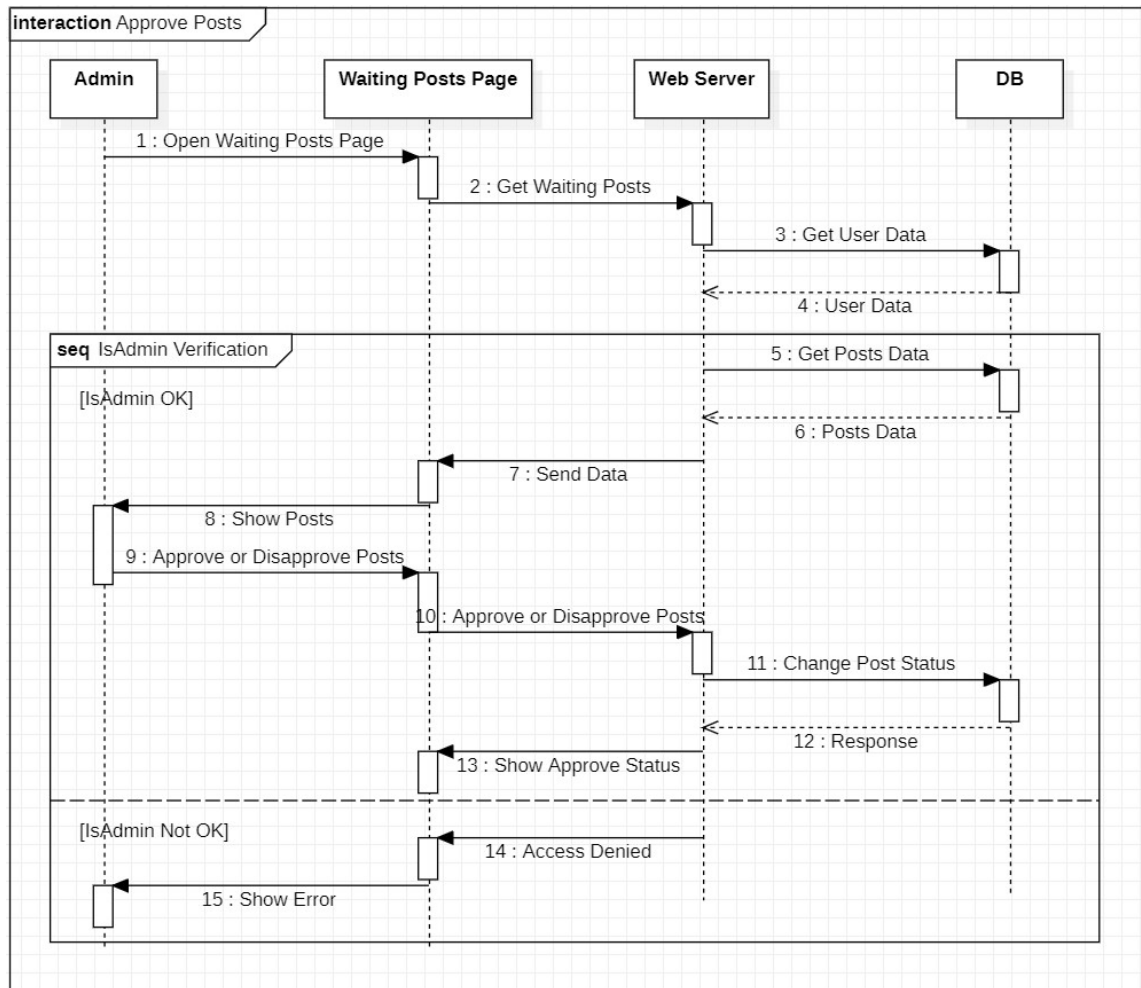 interaction Approve Posts
Admin
Waiting Posts Page
Web Server
DB
1 : Open Waiting Posts Page
2 : Get Waiting Posts
3 : Get User Data
4 : User Data
seq IsAdmin Verification
5 : Get Posts Data
[IsAdmin OK]
6 : Posts Data
7 : Send Data
8 : Show Posts
9 : Approve or Disapprove Posts
10 : Approve or Disapprove Posts
11 : Change Post Status
12 : Response
13 : Show Approve Status
[IsAdmin Not OK]
14 : Access Denied
15 : Show Error